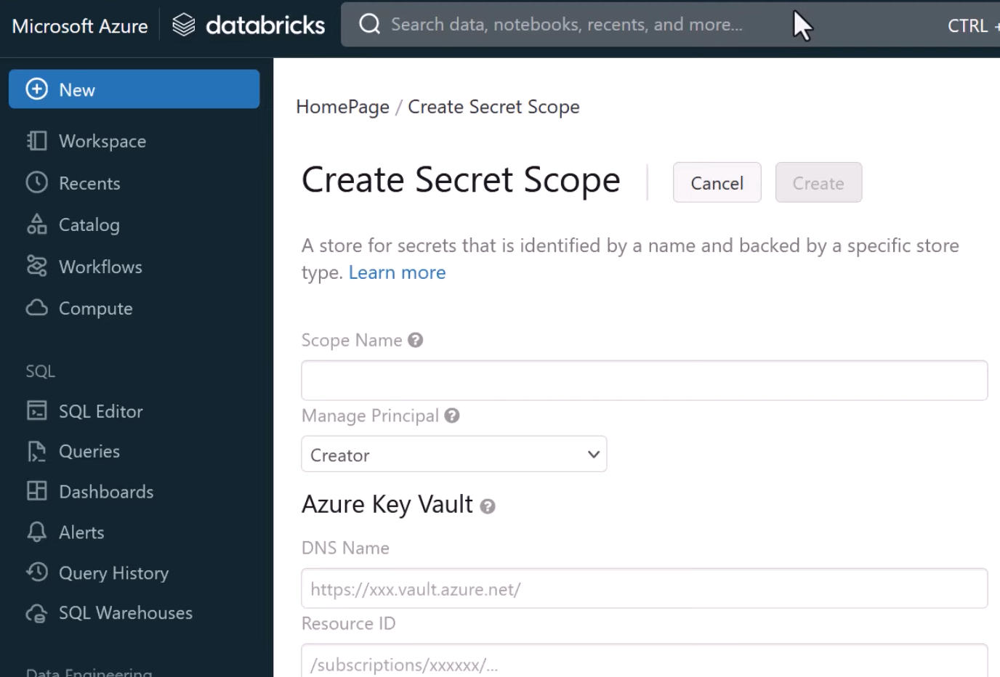 Microsoft Azure databricks Search data, notebooks, recents, and more... CTRL +
New
Workspace
Recents
Catalog
Workflows
Compute
SQL
SQL Editor
Queries
Dashboards
Alerts
Query History
SQL Warehouses
Data Engineering
HomePage / Create Secret Scope
Create Secret Scope Cancel Create
A store for secrets that is identified by a name and backed by a specific store
type. Learn more
Scope Name ?
Manage Principal ?
Creator
Azure Key Vault ?
DNS Name
https://xxx.vault.azure.net/
Resource ID
/subscriptions/xxxxxx/...